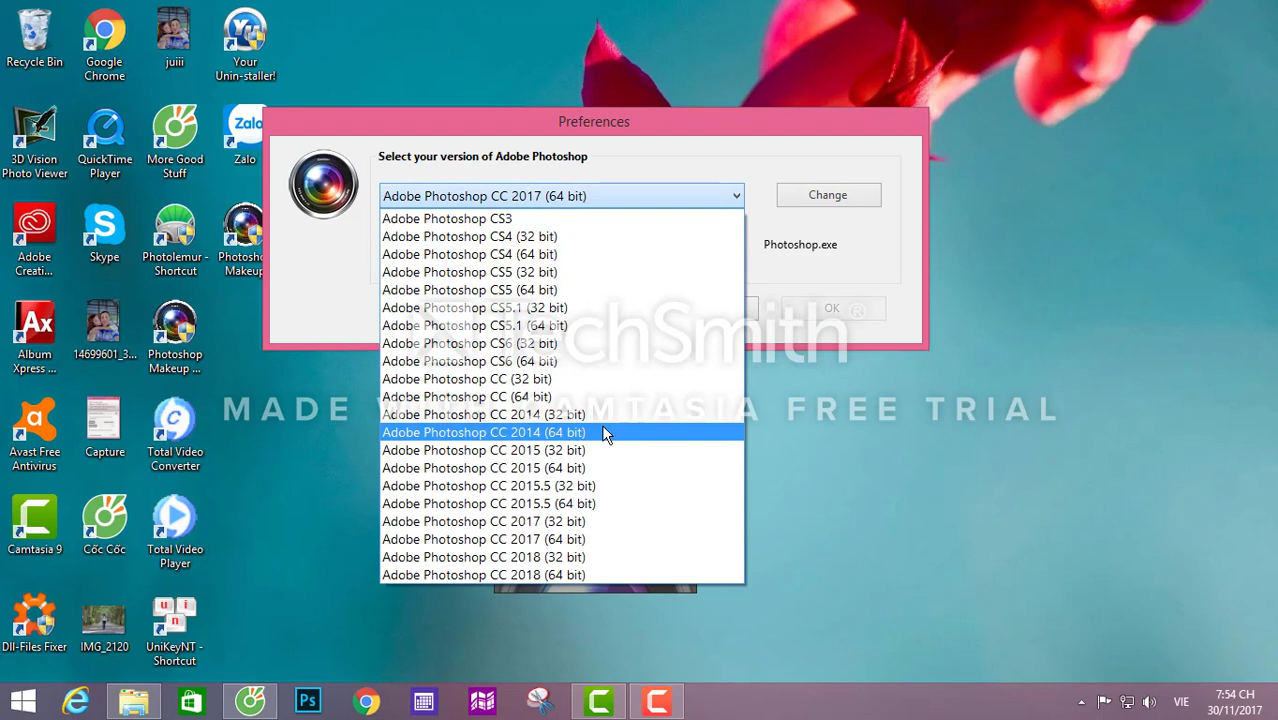 Recycle Bin
Google
Chrome
juiii
Your
Unin-staller!
3D Vision
Photo Viewer
QuickTime
Player
More Good
Stuff
Zalo
Zalo
Adobe
Creati...
Skype
Photolemur -
Shortcut
Photosho
Makeup
Album
Xpress ...
14699601_3...
Photoshop
Makeup ...
Avast Free
Antivirus
Capture
Total Video
Converter
Camtasia 9
Cốc Cốc
Total Video
Player
Dll-Files Fixer
IMG_2120
UniKeyNT -
Shortcut
Preferences
Select your version of Adobe Photoshop
Adobe Photoshop CC 2017 (64 bit)
Change
Photoshop.exe
OK
Adobe Photoshop CS3
Adobe Photoshop CS4 (32 bit)
Adobe Photoshop CS4 (64 bit)
Adobe Photoshop CS5 (32 bit)
Adobe Photoshop CS5 (64 bit)
Adobe Photoshop CS5.1 (32 bit)
Adobe Photoshop CS5.1 (64 bit)
Adobe Photoshop CS6 (32 bit)
Adobe Photoshop CS6 (64 bit)
Adobe Photoshop CC (32 bit)
Adobe Photoshop CC (64 bit)
Adobe Photoshop CC 2014 (32 bit)
Adobe Photoshop CC 2014 (64 bit)
Adobe Photoshop CC 2015 (32 bit)
Adobe Photoshop CC 2015 (64 bit)
Adobe Photoshop CC 2015.5 (32 bit)
Adobe Photoshop CC 2015.5 (64 bit)
Adobe Photoshop CC 2017 (32 bit)
Adobe Photoshop CC 2017 (64 bit)
Adobe Photoshop CC 2018 (32 bit)
Adobe Photoshop CC 2018 (64 bit)
TechSmith®
MADE WITH CAMTASIA FREE TRIAL
Ps
VIE
7:54 CH
30/11/2017